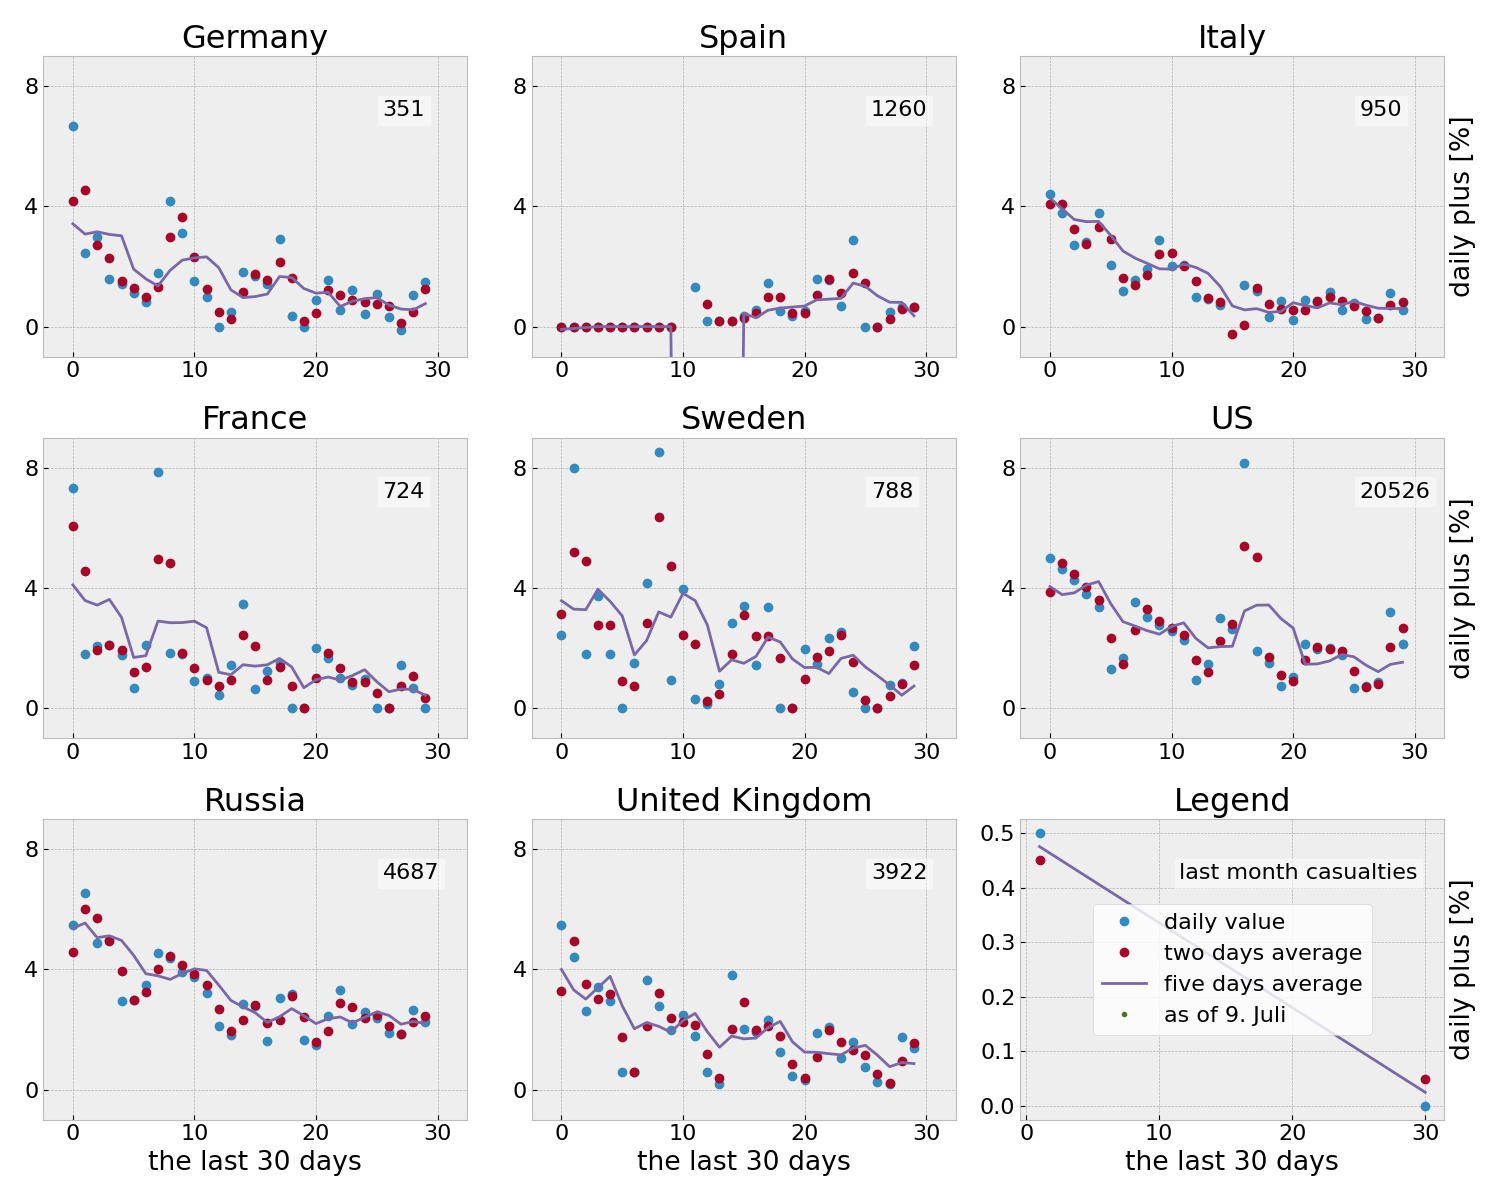 Germany
Spain
Italy
8
4
0
351
0 10 20 30
8
4
0
1260
0 10 20 30
8
4
0
950
0 10 20 30
daily plus [%]
France
Sweden
US
8
4
0
724
0 10 20 30
8
4
0
788
0 10 20 30
8
4
0
20526
0 10 20 30
daily plus [%]
Russia
United Kingdom
Legend
8
4
0
4687
0 10 20 30
the last 30 days
8
4
0
3922
0 10 20 30
the last 30 days
0.5
0.4
0.3
0.2
0.1
0.0
last month casualties
daily value
two days average
five days average
as of 9. Juli
0 10 20 30
the last 30 days
daily plus [%]